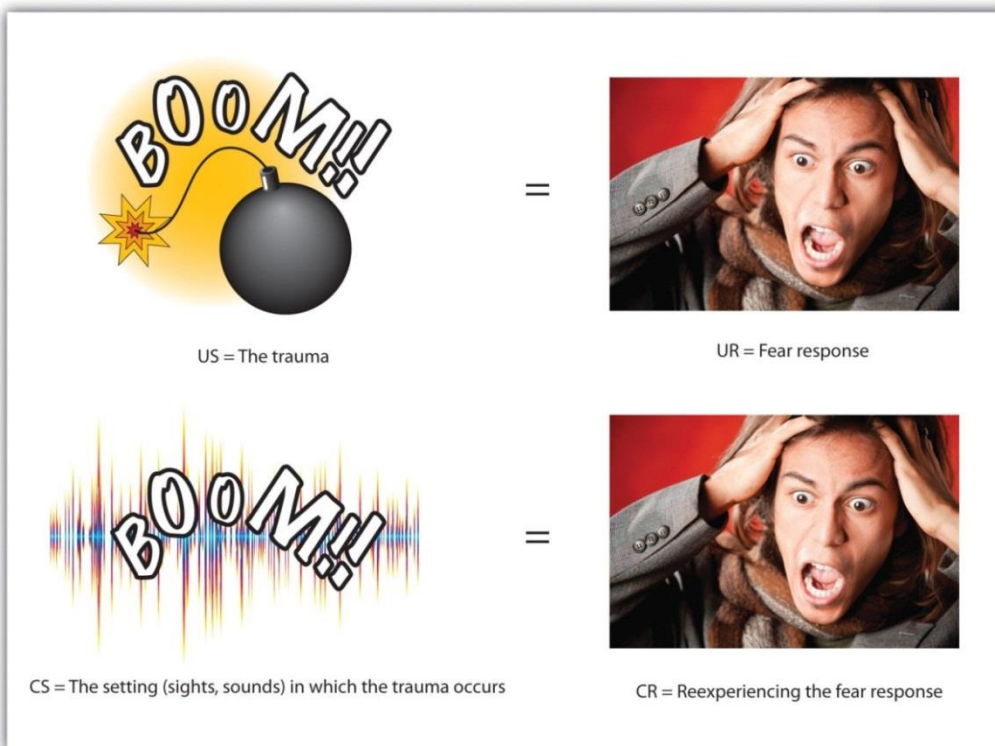 BOOM!!
=
US = The trauma
UR = Fear response
BOOM!!
=
CS = The setting (sights, sounds) in which the trauma occurs
CR = Reexperiencing the fear response